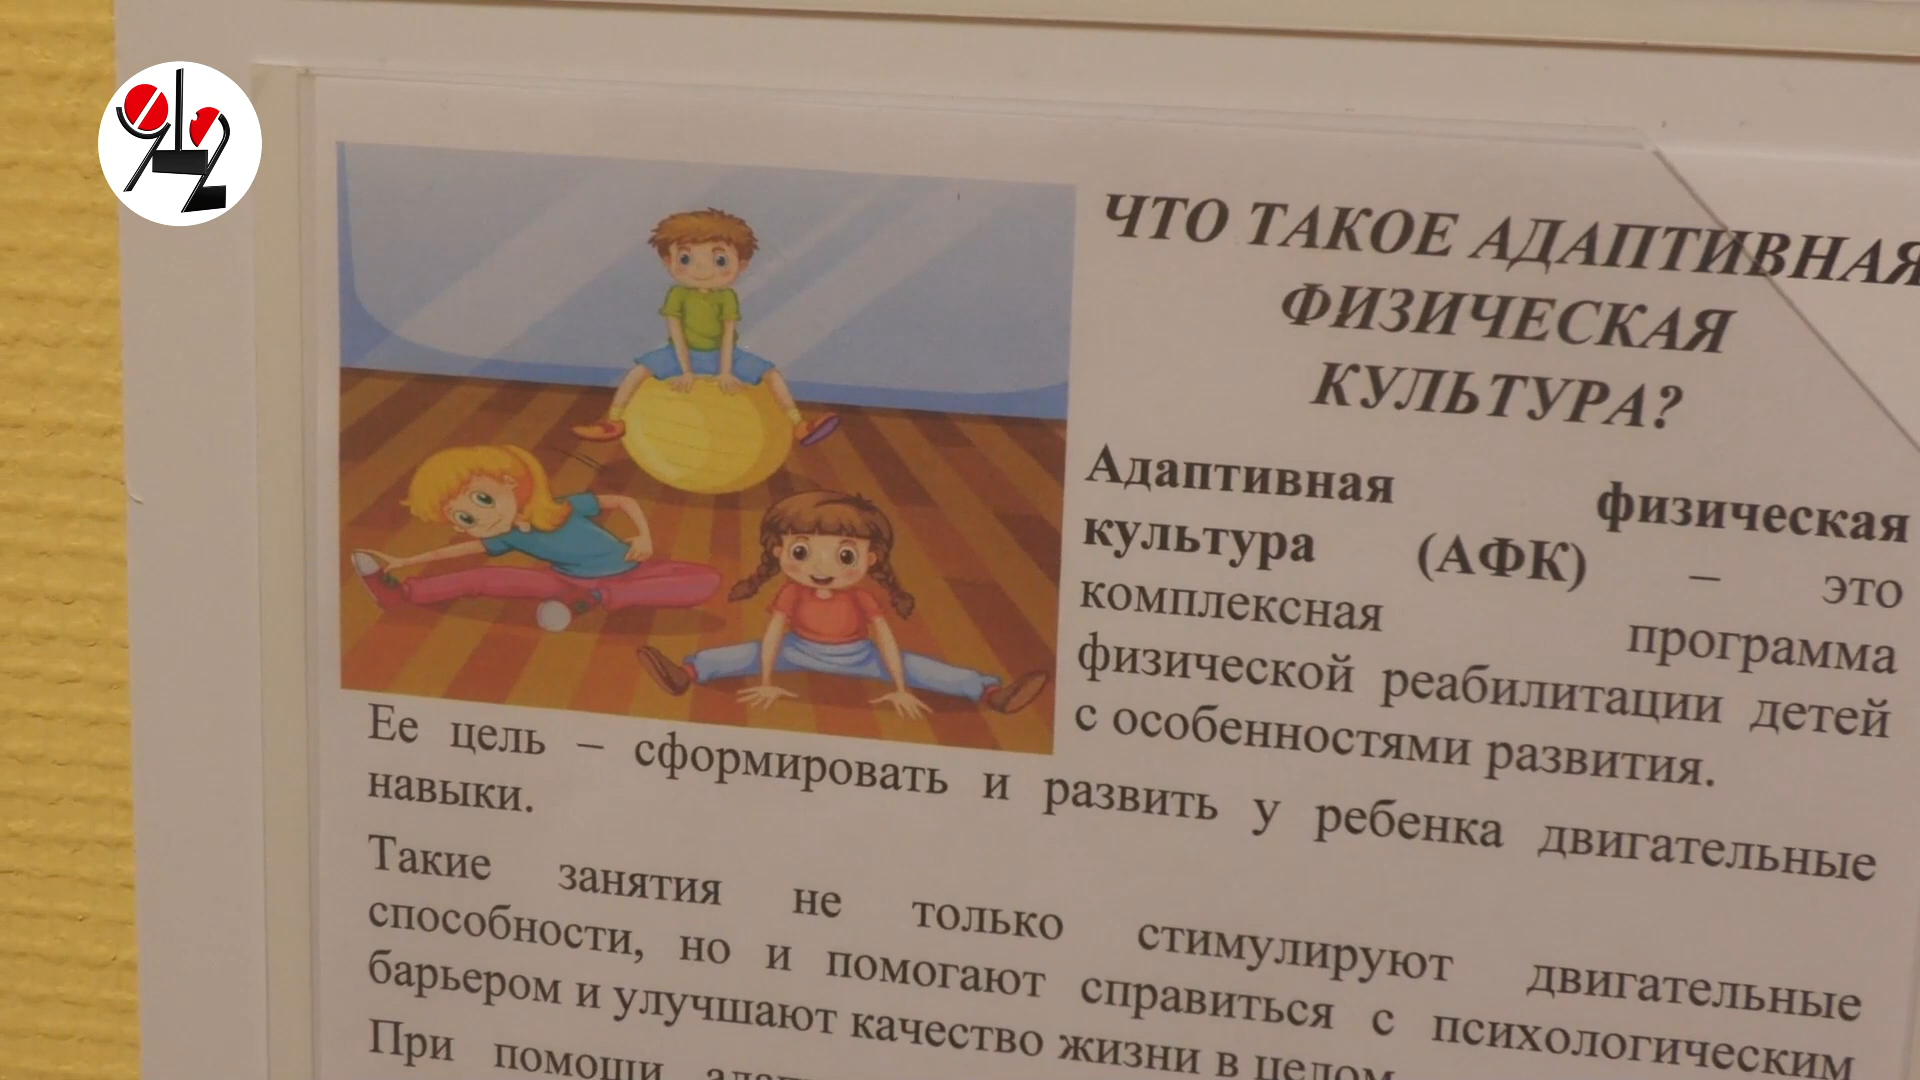 ЧТО ТАКОЕ АДАПТИВНАЯ
ФИЗИЧЕСКАЯ
КУЛЬТУРА?
Адаптивная физическая
культура (АФК) – это
комплексная программа
физической реабилитации детей
с особенностями развития.
Ее цель – сформировать и развить у ребенка двигательные
навыки.
Такие занятия не только стимулируют двигательные
способности, но и помогают справиться с психологическим
барьером и улучшают качество жизни в целом
При помощи